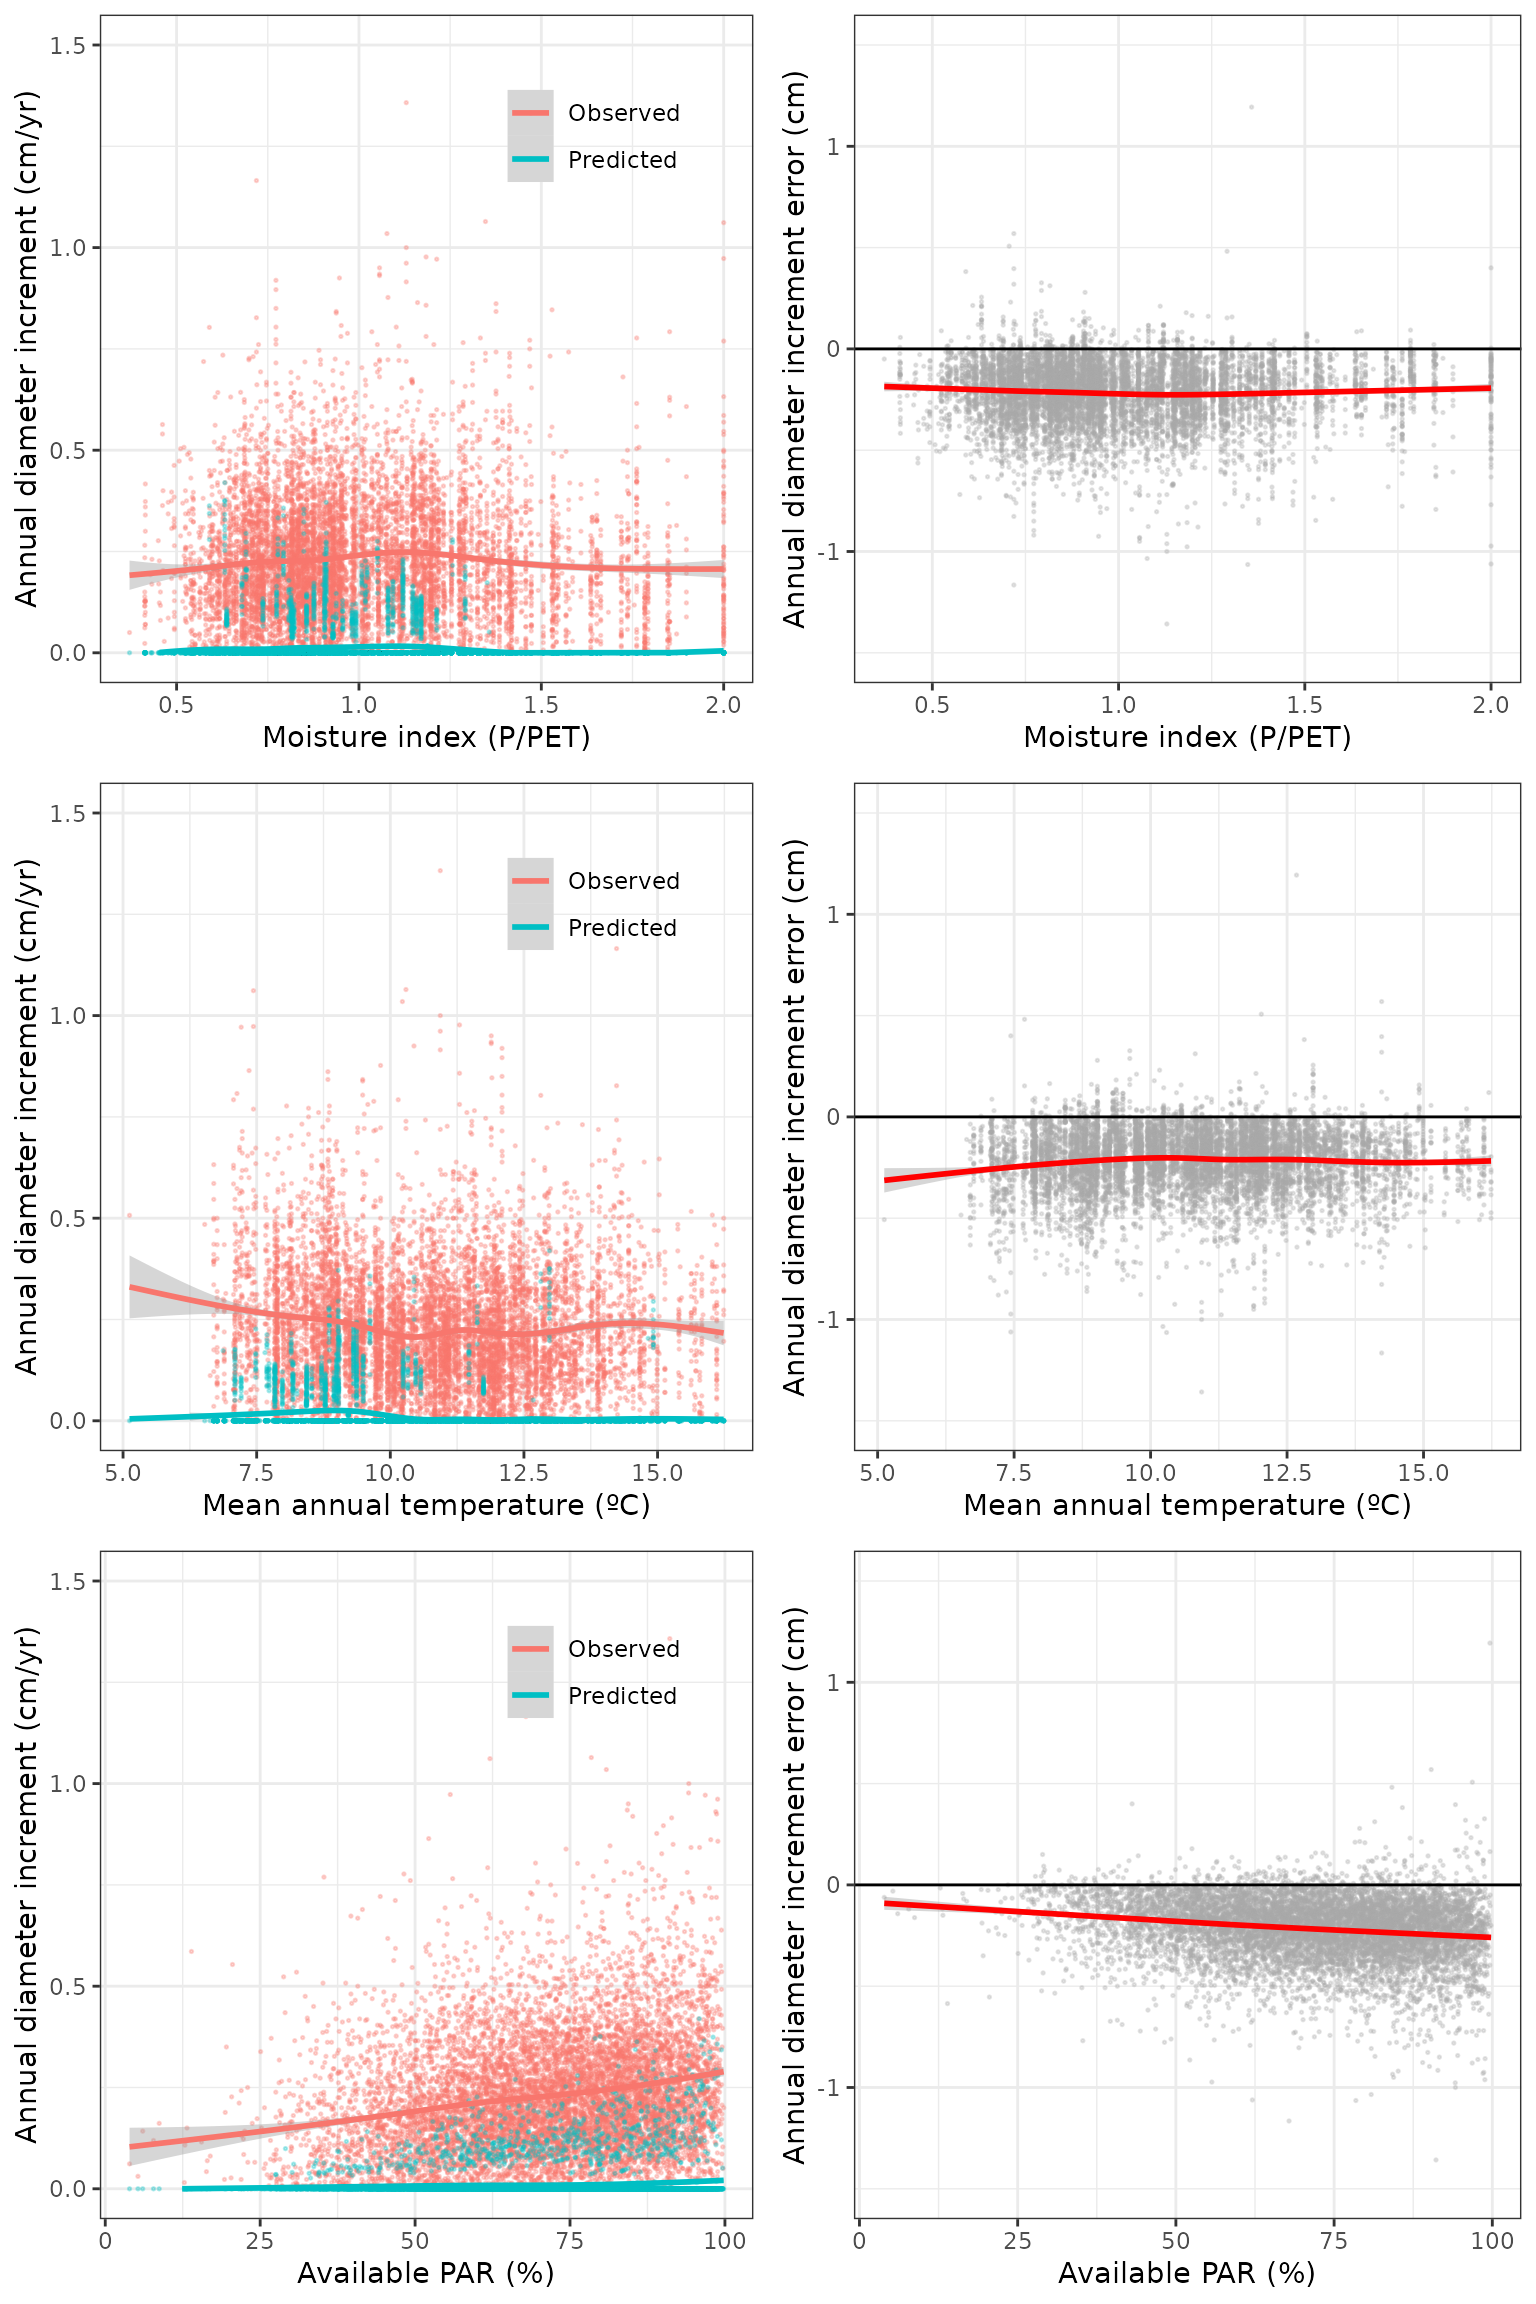 Annual diameter increment (cm/yr)
1.5
1.0
0.5
0.0
Observed
Predicted
0.5 1.0 1.5 2.0
Moisture index (P/PET)
Annual diameter increment error (cm)
1
0
-1
0.5 1.0 1.5 2.0
Moisture index (P/PET)
Annual diameter increment (cm/yr)
1.5
1.0
0.5
0.0
Observed
Predicted
5.0 7.5 10.0 12.5 15.0
Mean annual temperature (ºC)
Annual diameter increment error (cm)
1
0
-1
5.0 7.5 10.0 12.5 15.0
Mean annual temperature (ºC)
Annual diameter increment (cm/yr)
1.5
1.0
0.5
0.0
Observed
Predicted
0 25 50 75 100
Available PAR (%)
Annual diameter increment error (cm)
1
0
-1
0 25 50 75 100
Available PAR (%)